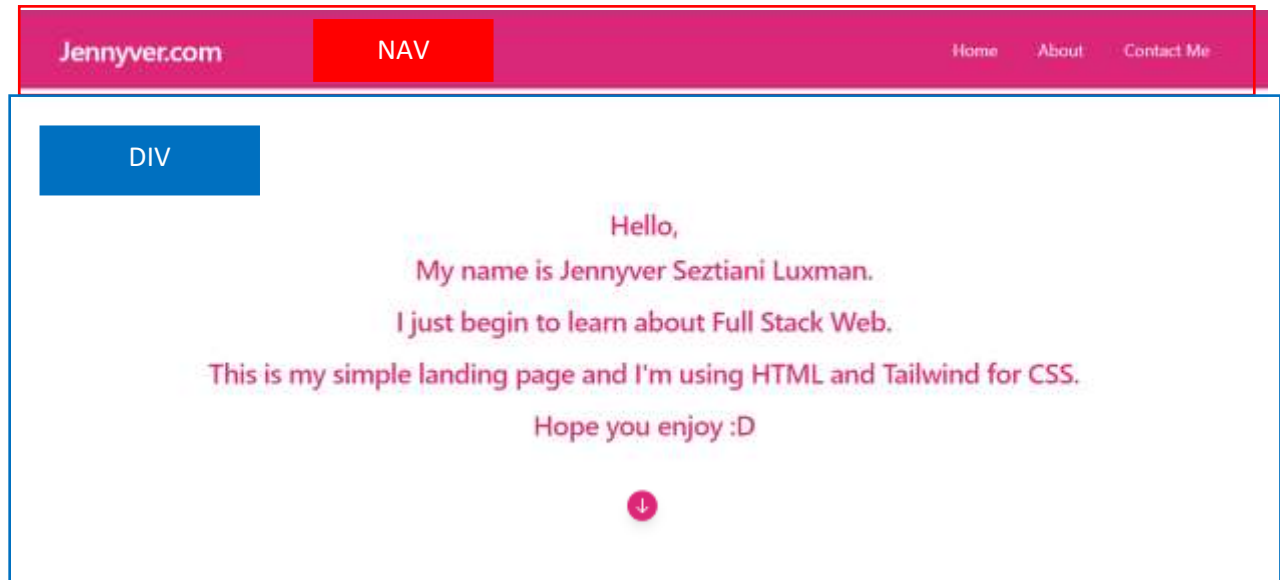 Jennyver.com NAV Home About Contact Me
DIV
Hello,
My name is Jennyver Seztiani Luxman.
I just begin to learn about Full Stack Web.
This is my simple landing page and I'm using HTML and Tailwind for CSS.
Hope you enjoy :D